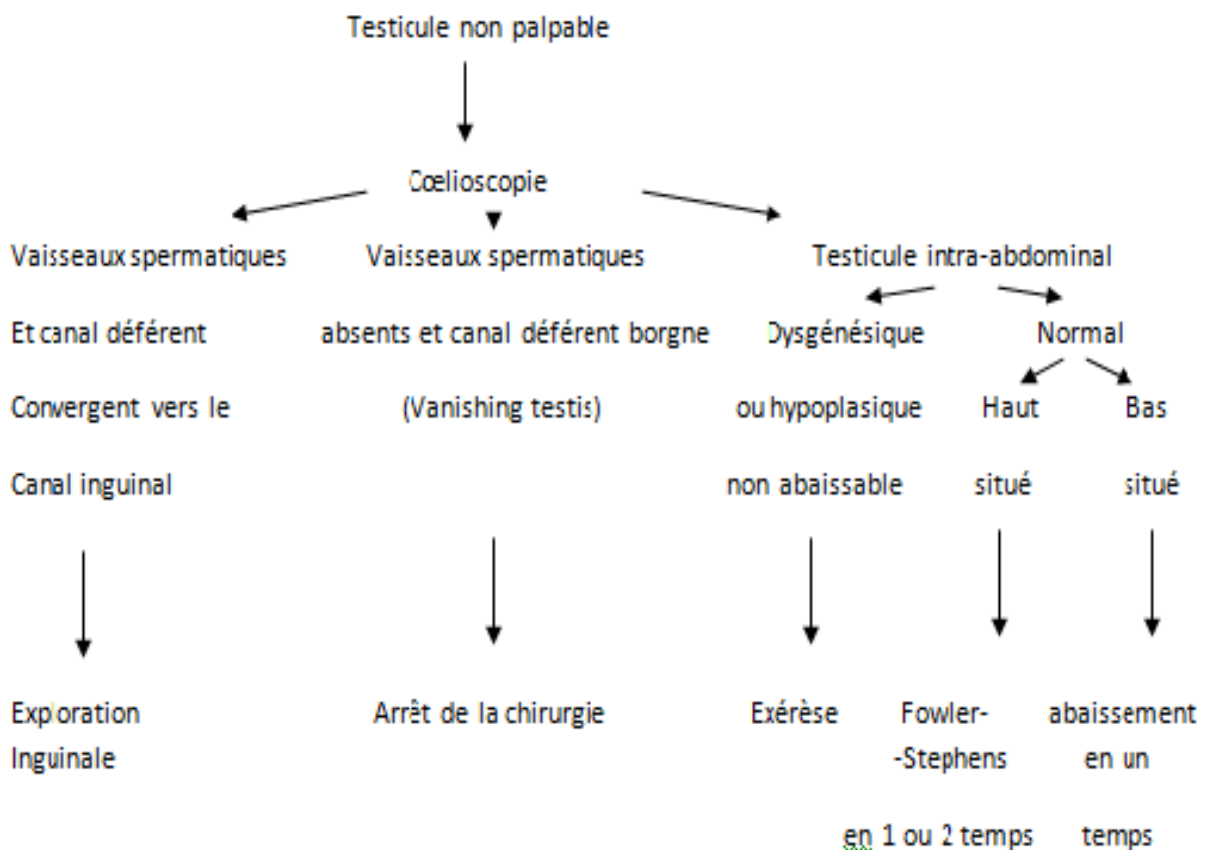 Testicule non palpable
Cœlioscopie
Vaisseaux spermatiques
Et canal déférent
Convergent vers le
Canal inguinal
Exploration
Inguinale
Vaisseaux spermatiques
absents et canal déférent borgne
(Vanishing testis)
Arrêt de la chirurgie
Testicule intra-abdominal
Dysgénésique
ou hypoplasique
non abaissable
Exérèse
Normal
Haut
situé
Fowler-
-Stephens
en 1 ou 2 temps
Bas
situé
abaissement
en un
temps